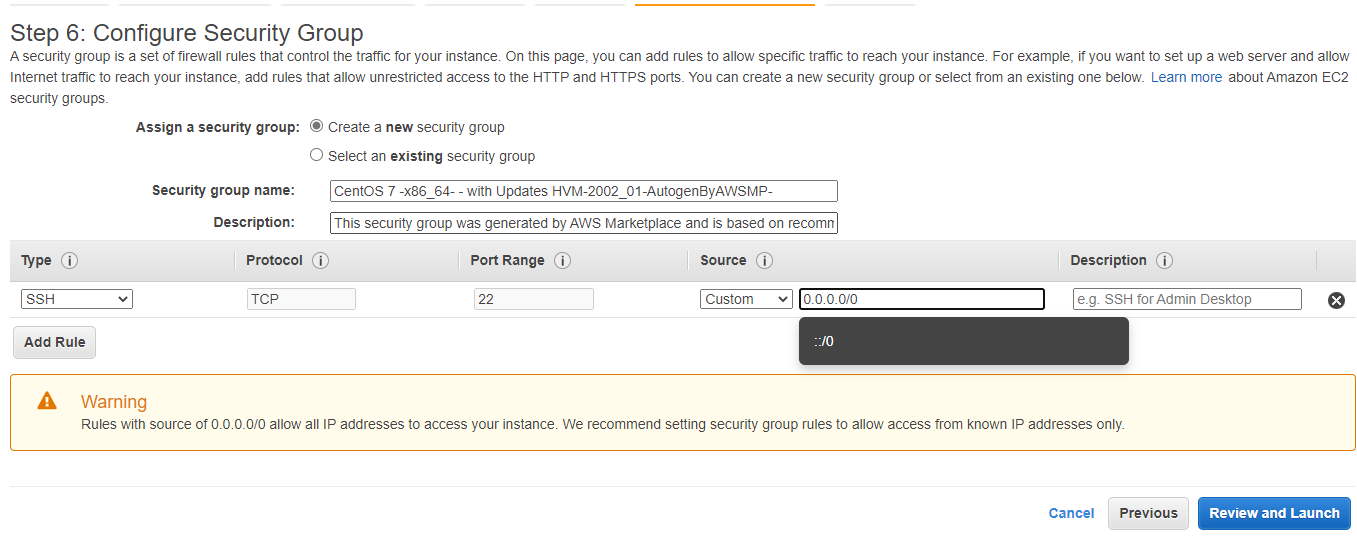 Step 6: Configure Security Group
A security group is a set of firewall rules that control the traffic for your instance. On this page, you can add rules to allow specific traffic to reach your instance. For example, if you want to set up a web server and allow
Internet traffic to reach your instance, add rules that allow unrestricted access to the HTTP and HTTPS ports. You can create a new security group or select from an existing one below. Learn more about Amazon EC2
security groups.
Assign a security group: Create a new security group
Select an existing security group
Security group name: CentOS 7 -x86_64- - with Updates HVM-2002_01-AutogenByAWSMP-
Description: This security group was generated by AWS Marketplace and is based on recomm
Type i Protocol i Port Range i Source i Description i
SSH TCP 22 Custom 0.0.0.0/0 e.g. SSH for Admin Desktop
Add Rule ::/0
Warning
Rules with source of 0.0.0.0/0 allow all IP addresses to access your instance. We recommend setting security group rules to allow access from known IP addresses only.
Cancel Previous Review and Launch